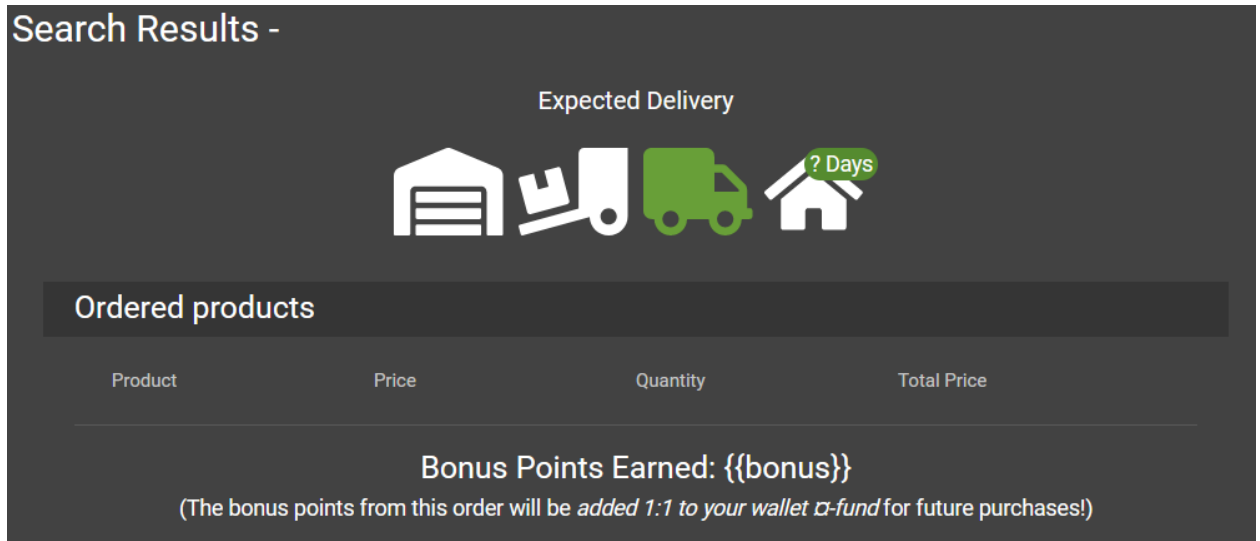 Search Results -
Expected Delivery
? Days
Ordered products
Product Price Quantity Total Price
Bonus Points Earned: {{bonus}}
(The bonus points from this order will be added 1:1 to your wallet ¤-fund for future purchases!)